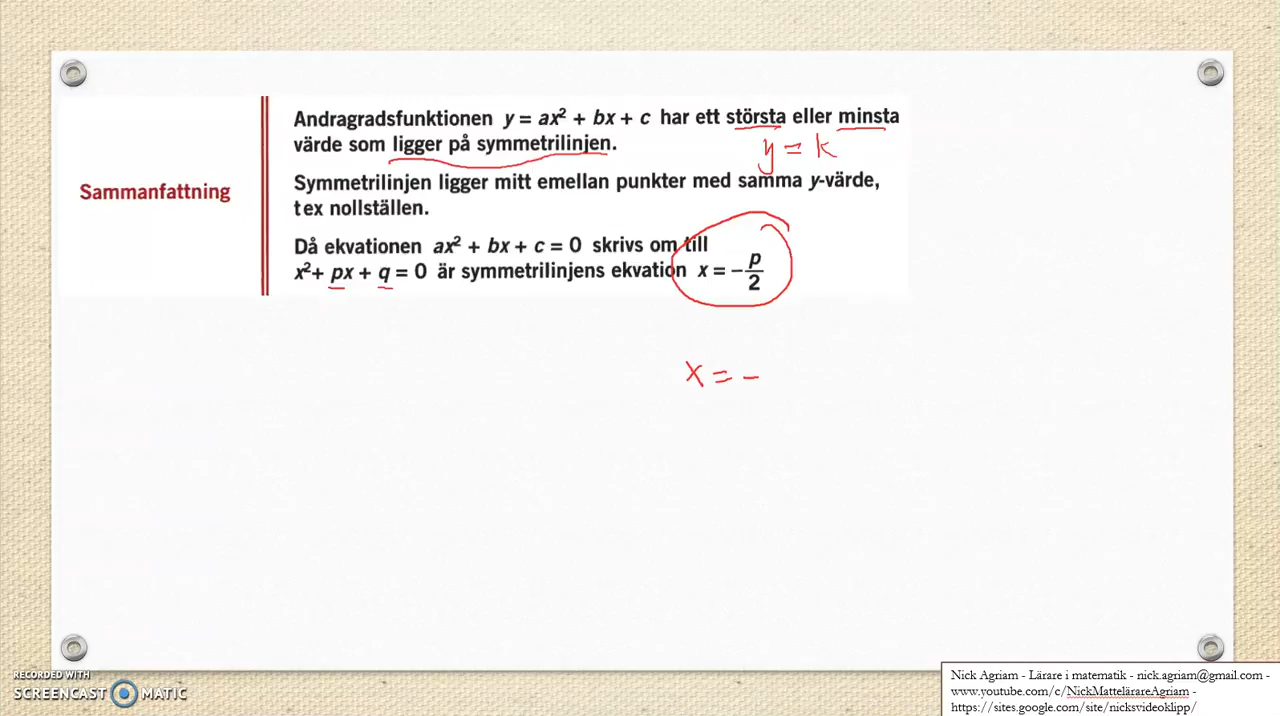 Andragradsfunktionen y = ax² + bx + c har ett största eller minsta
värde som ligger på symmetrilinjen.
y = k
Symmetrilinjen ligger mitt emellan punkter med samma y-värde,
t ex nollställen.
Sammanfattning
Då ekvationen ax² + bx + c = 0 skrivs om till
x² + px + q = 0 är symmetrilinjens ekvation x = -p/2
x = -
RECORDED WITH
SCREENCAST MATIC
Nick Agriam - Lärare i matematik - nick.agriam@gmail.com -
www.youtube.com/c/NickMattelärareAgriam -
https://sites.google.com/site/nicksvideoklipp/